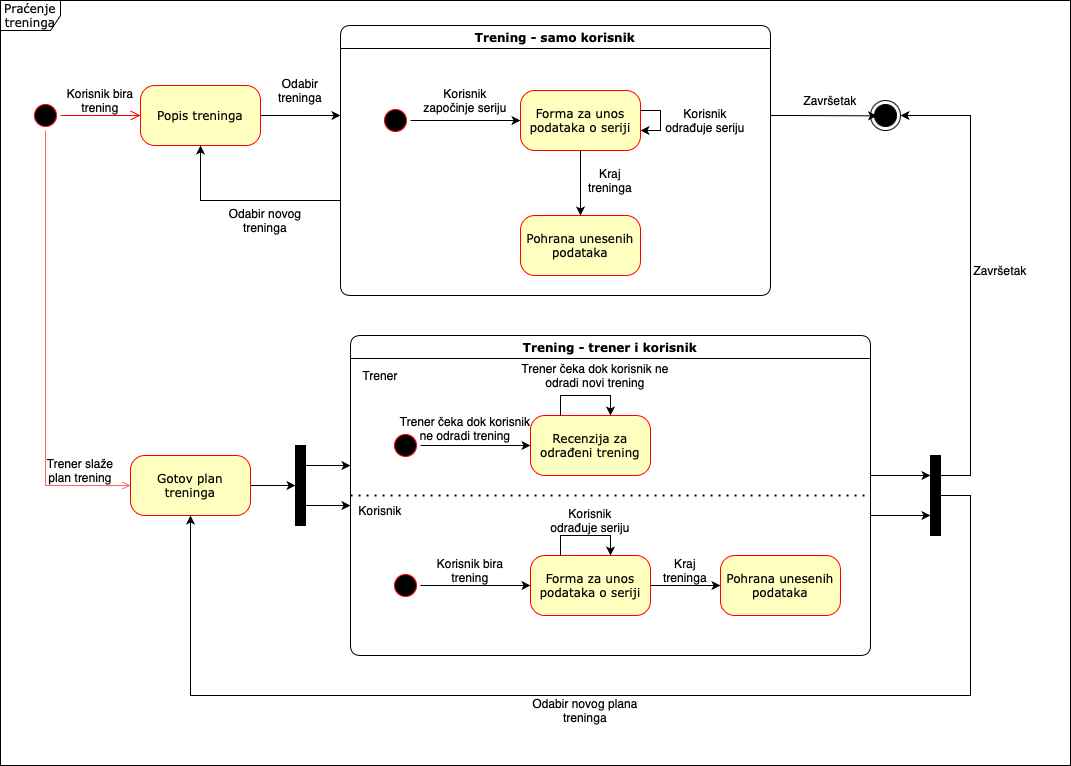 Praćenje
treninga
Trening - samo korisnik
Korisnik bira
trening
Popis treninga
Odabir
treninga
Korisnik
započinje seriju
Forma za unos
podataka o seriji
Korisnik
odrađuje seriju
Završetak
Kraj
treninga
Odabir novog
treninga
Pohrana unesenih
podataka
Završetak
Trening - trener i korisnik
Trener
Trener čeka dok korisnik ne
odradi novi trening
Trener čeka dok korisnik
ne odradi trening
Recenzija za
odrađeni trening
Trener slaže
plan trening
Gotov plan
treninga
Korisnik
Korisnik
odrađuje seriju
Korisnik bira
trening
Forma za unos
podataka o seriji
Kraj
treninga
Pohrana unesenih
podataka
Odabir novog plana
treninga